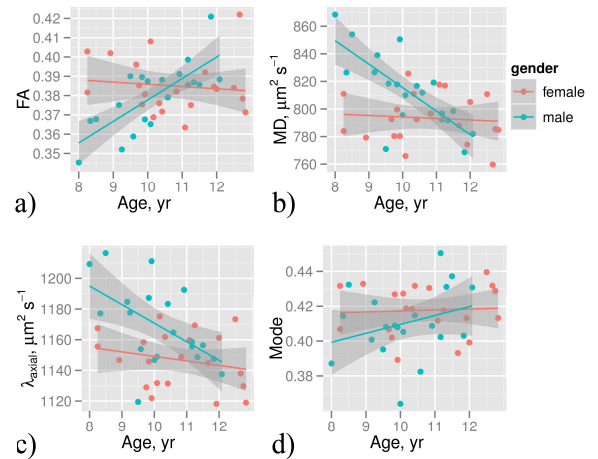 0.42
0.41
0.40
0.39
0.38
0.37
0.36
0.35
FA
8 9 10 11 12
Age, yr
a)
860
840
820
800
780
760
MD, μm² s⁻¹
8 9 10 11 12
Age, yr
b)
gender
female
male
1200
1180
1160
1140
1120
λaxial, μm² s⁻¹
8 9 10 11 12
Age, yr
c)
0.44
0.42
0.40
0.38
Mode
8 9 10 11 12
Age, yr
d)